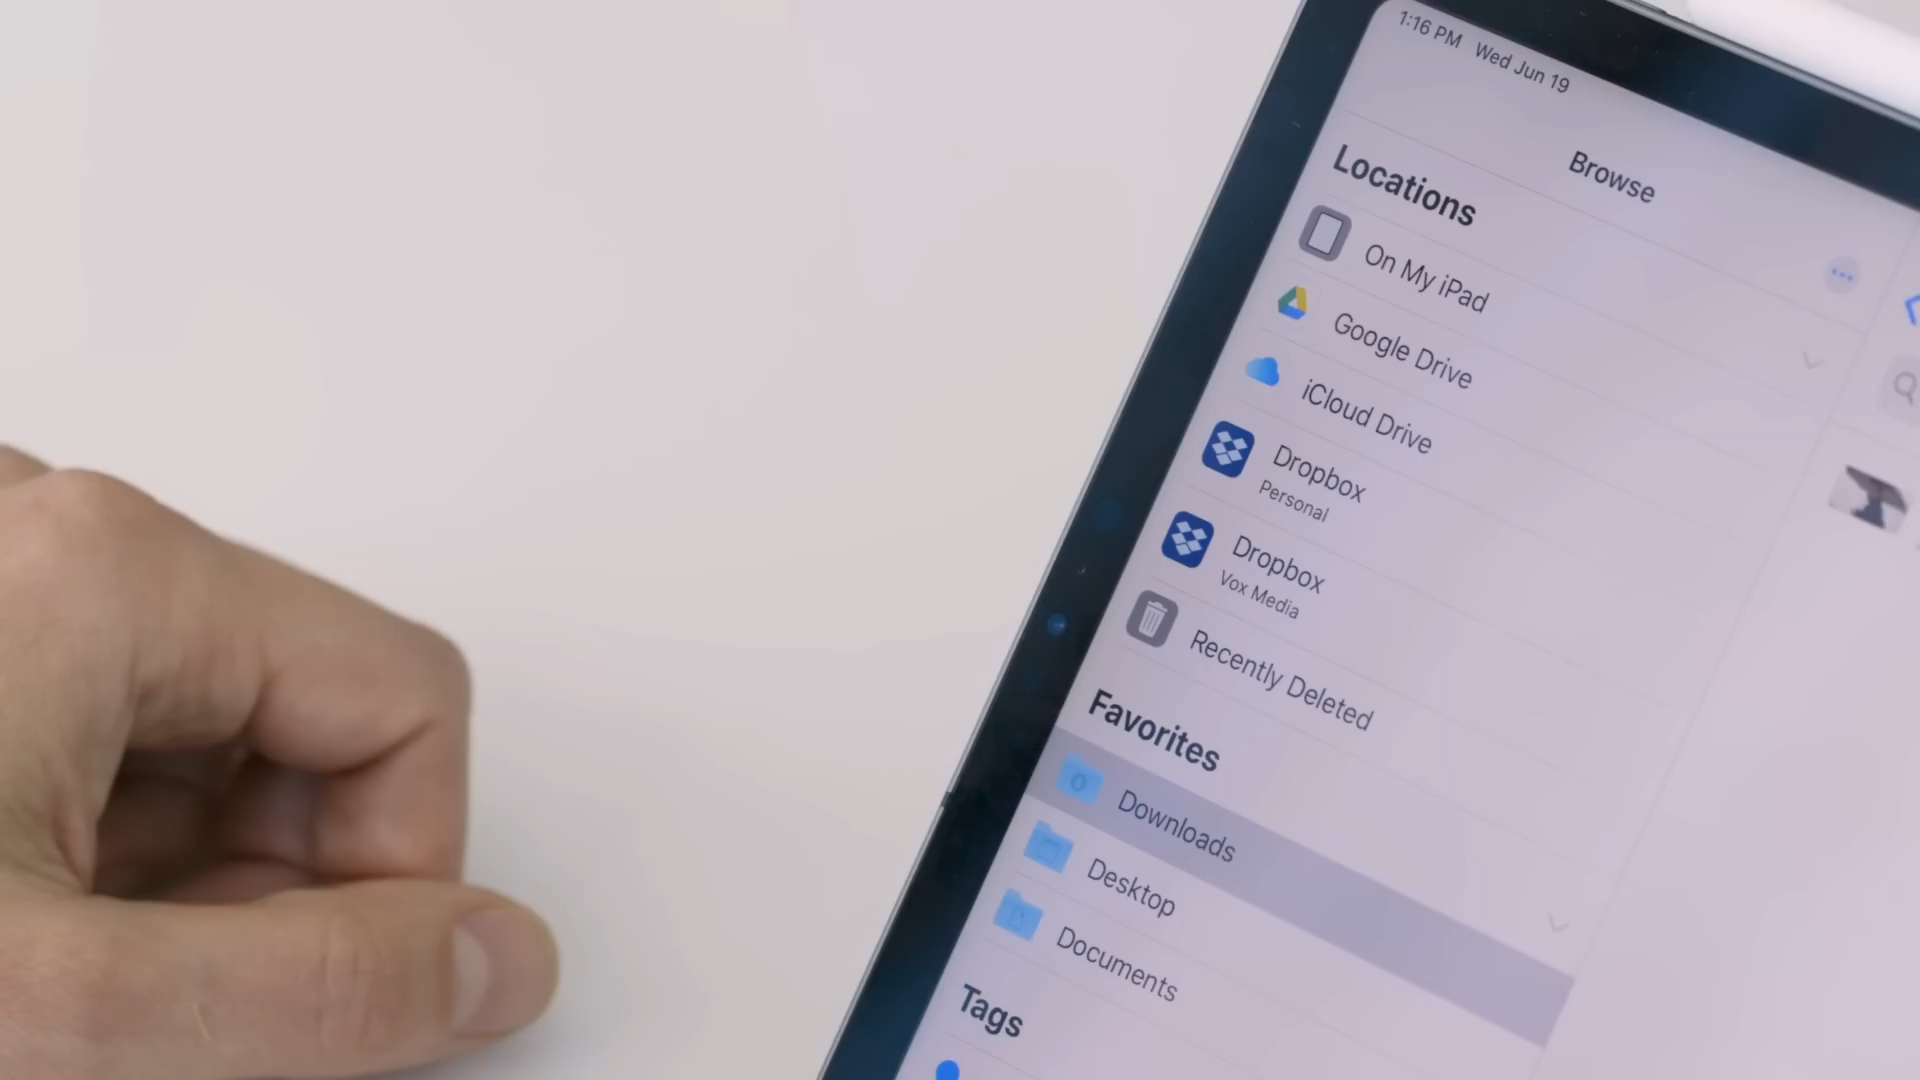 1:16 PM Wed Jun 19
Browse
Locations
On My iPad
Google Drive
iCloud Drive
Dropbox
Personal
Dropbox
Vox Media
Recently Deleted
Favorites
Downloads
Desktop
Documents
Tags